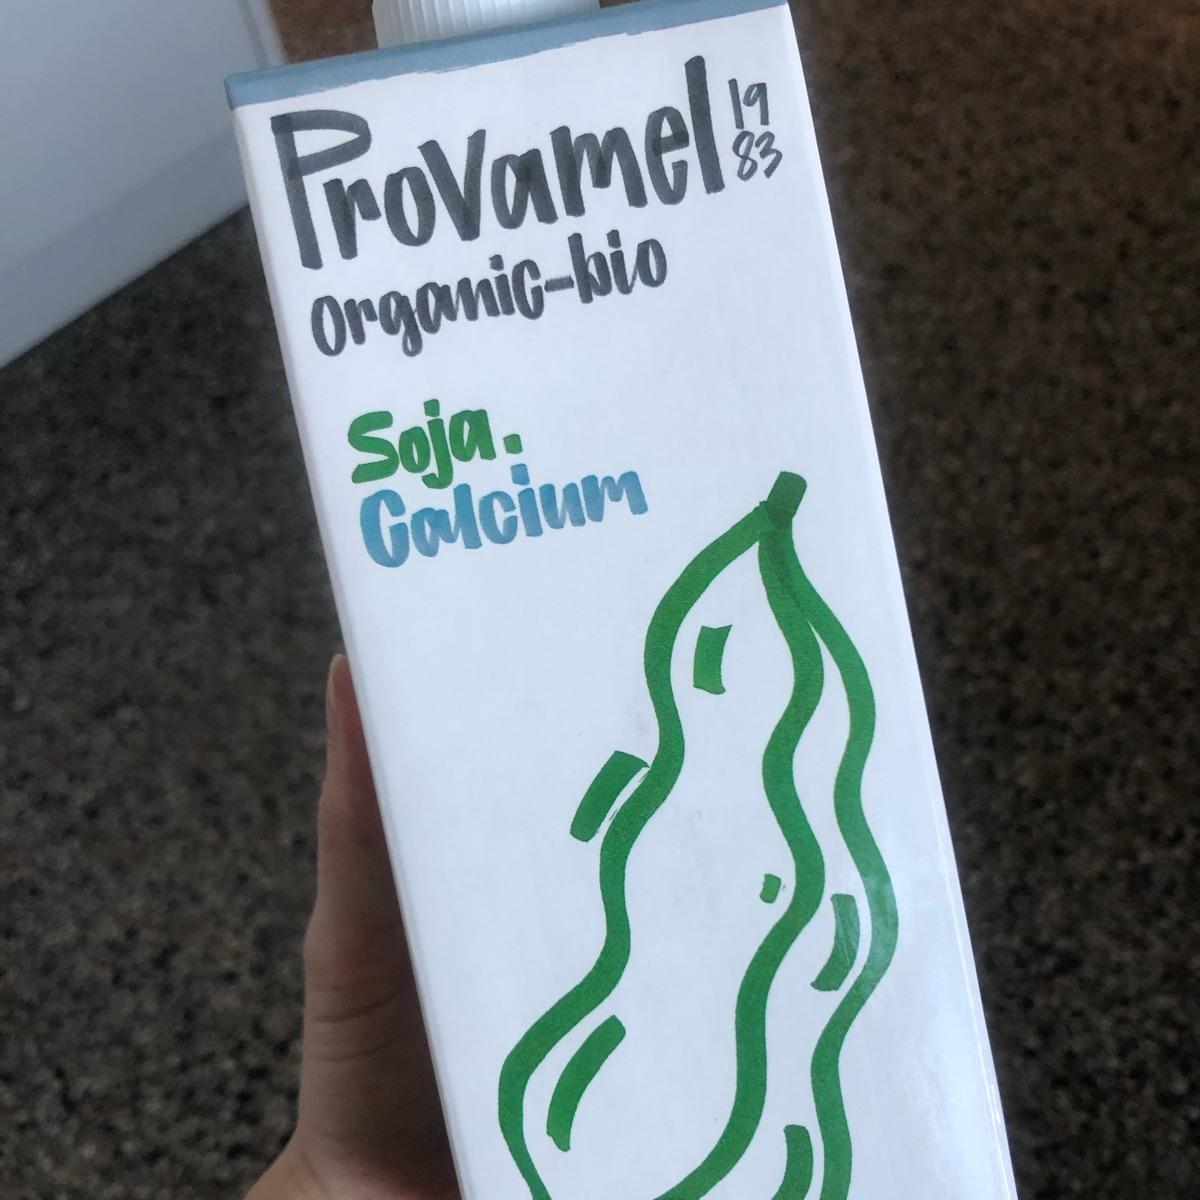 Provamel 19
83
organic-bio
Soja.
Calcium